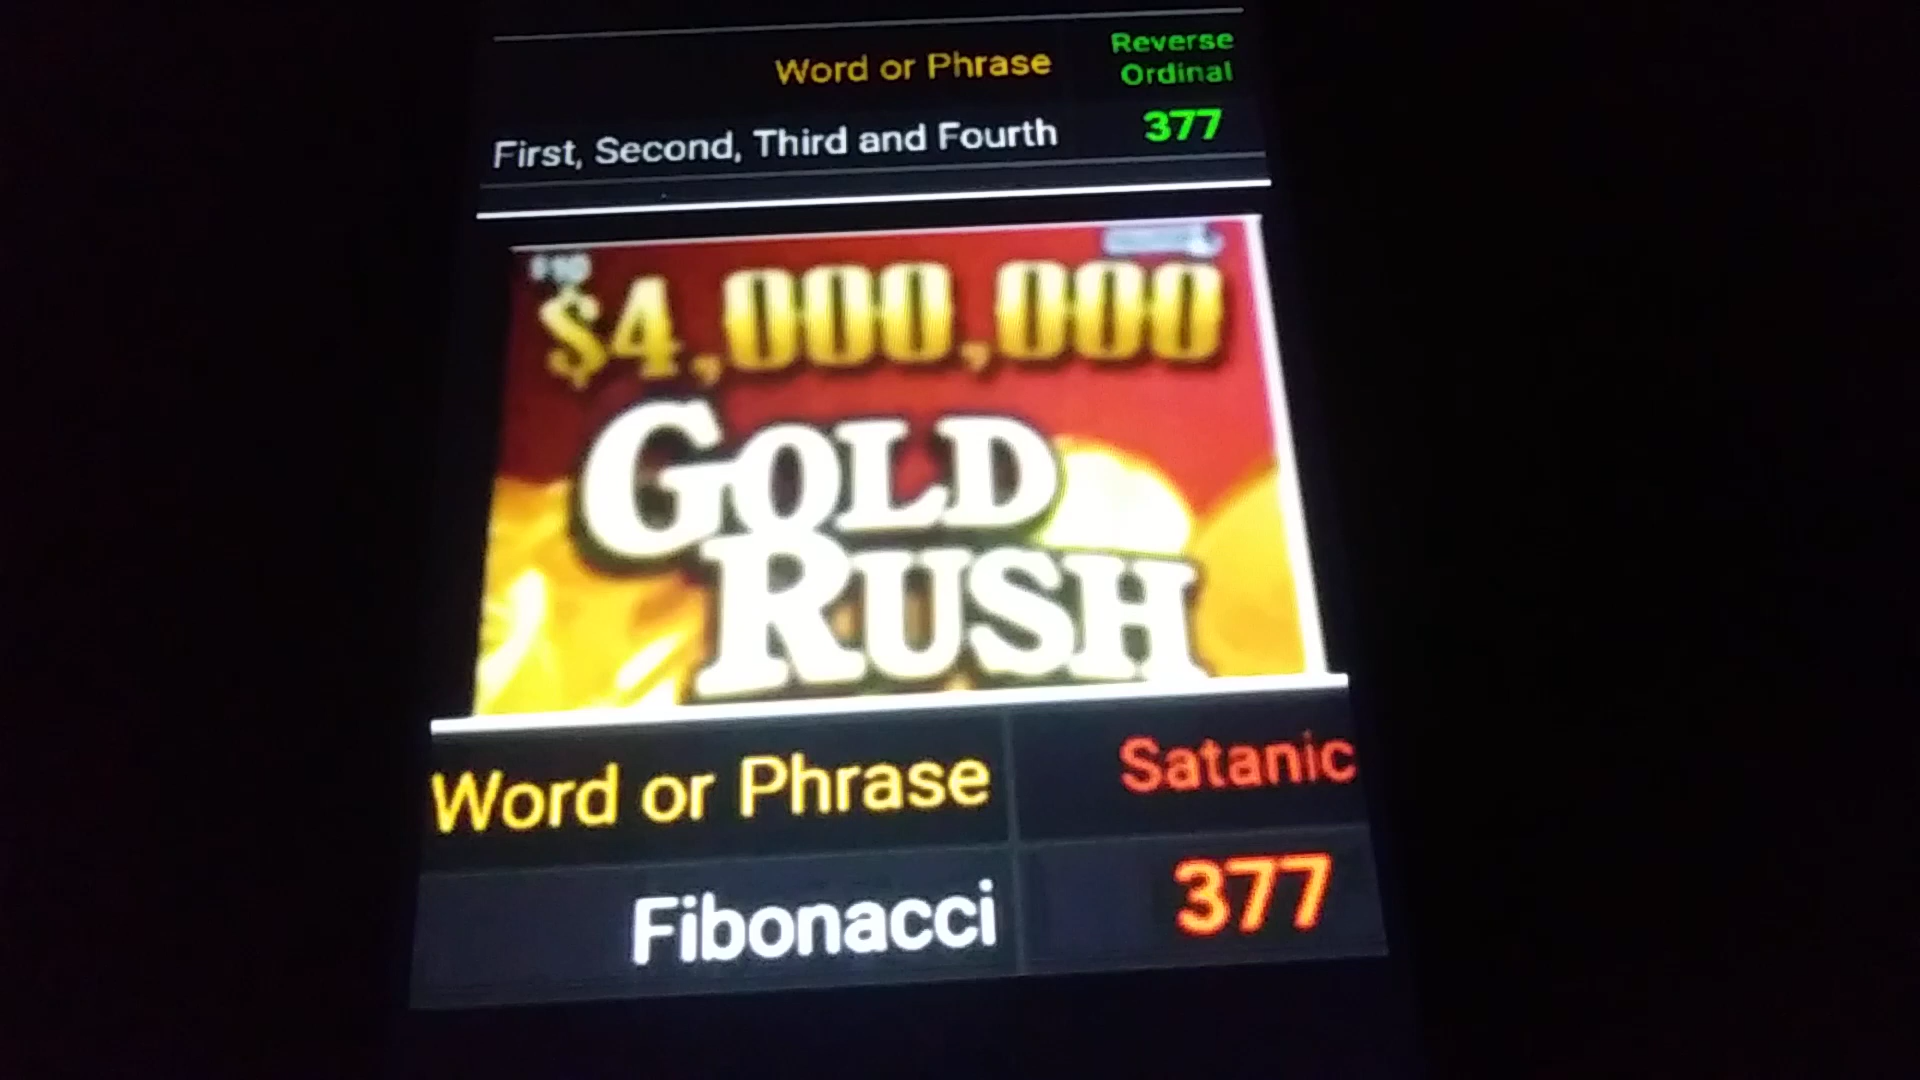 Word or Phrase
Reverse
Ordinal
First, Second, Third and Fourth
377
$10
$4,000,000
GOLD
RUSH
Word or Phrase
Satanic
Fibonacci
377